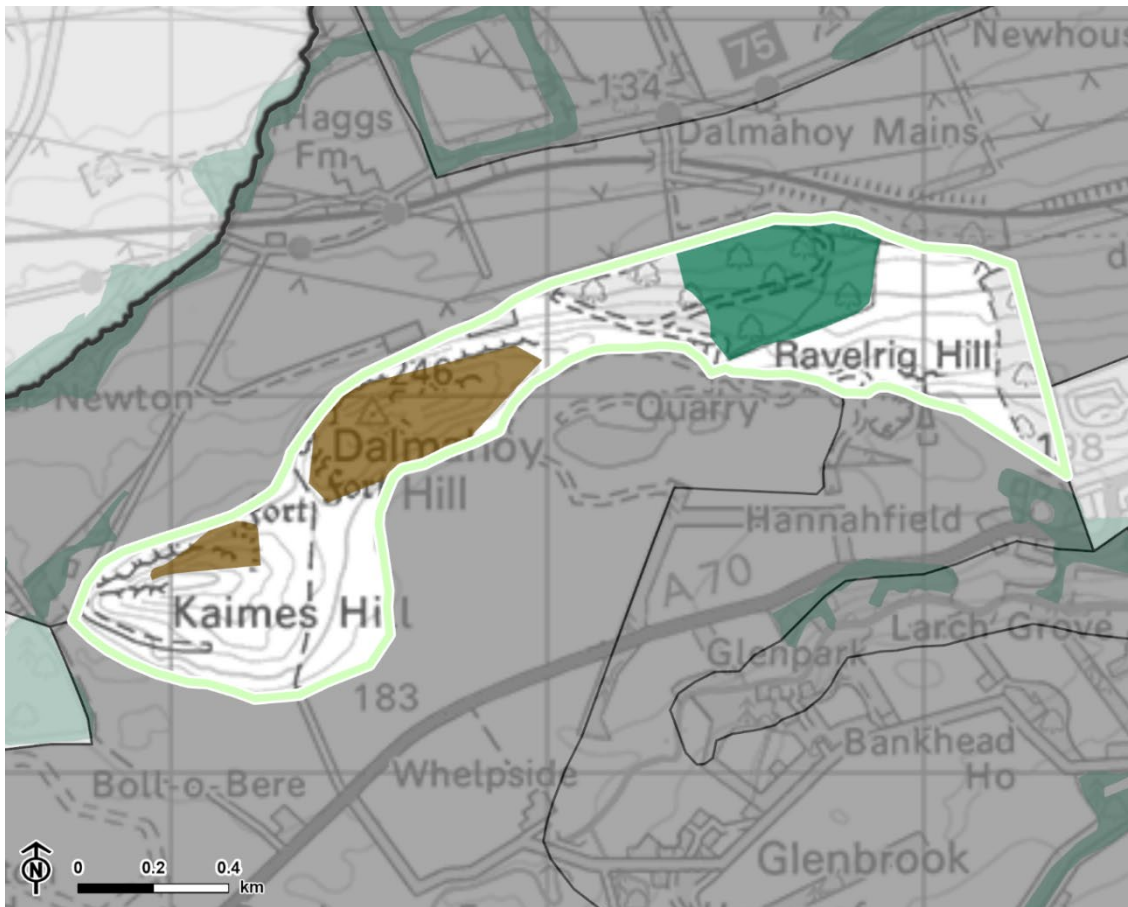 Newhous
75
134
Haggs
Fm
Dalmahoy Mains
d
246
Ravelrig Hill
Newton
Quarry
Dalmahoy
198
fort
Hill
fort
Hannahfield
A 70
Kaimes Hill
Larch Grove
Glenpark
183
Bankhead
Ho
Whelpside
Boll-o-Bere
Glenbrook
N
0 0.2 0.4
km